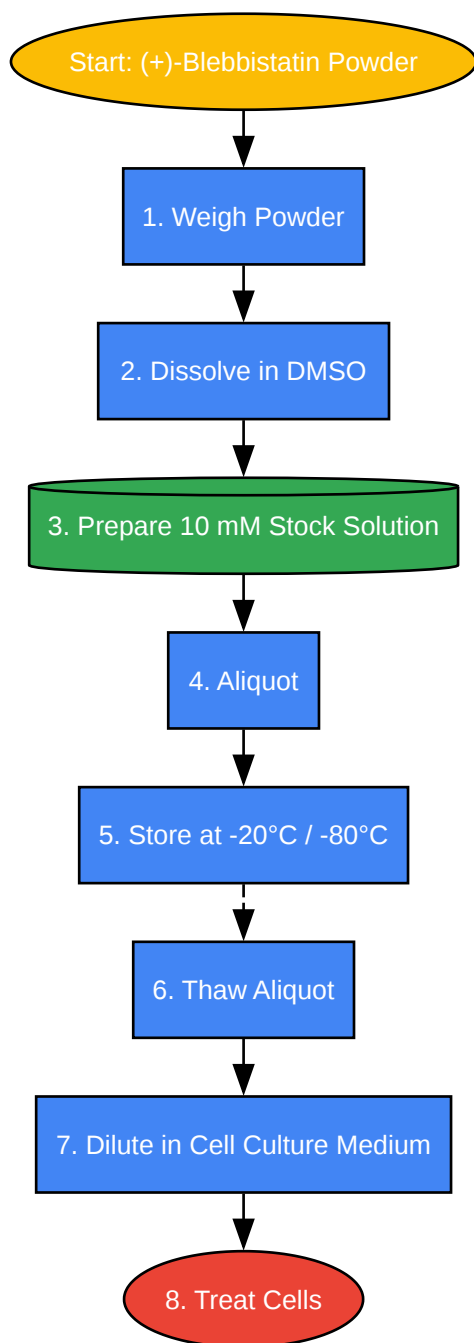 Start: (+)-Blebbistatin Powder
1. Weigh Powder
2. Dissolve in DMSO
3. Prepare 10 mM Stock Solution
4. Aliquot
5. Store at -20°C / -80°C
6. Thaw Aliquot
7. Dilute in Cell Culture Medium
8. Treat Cells